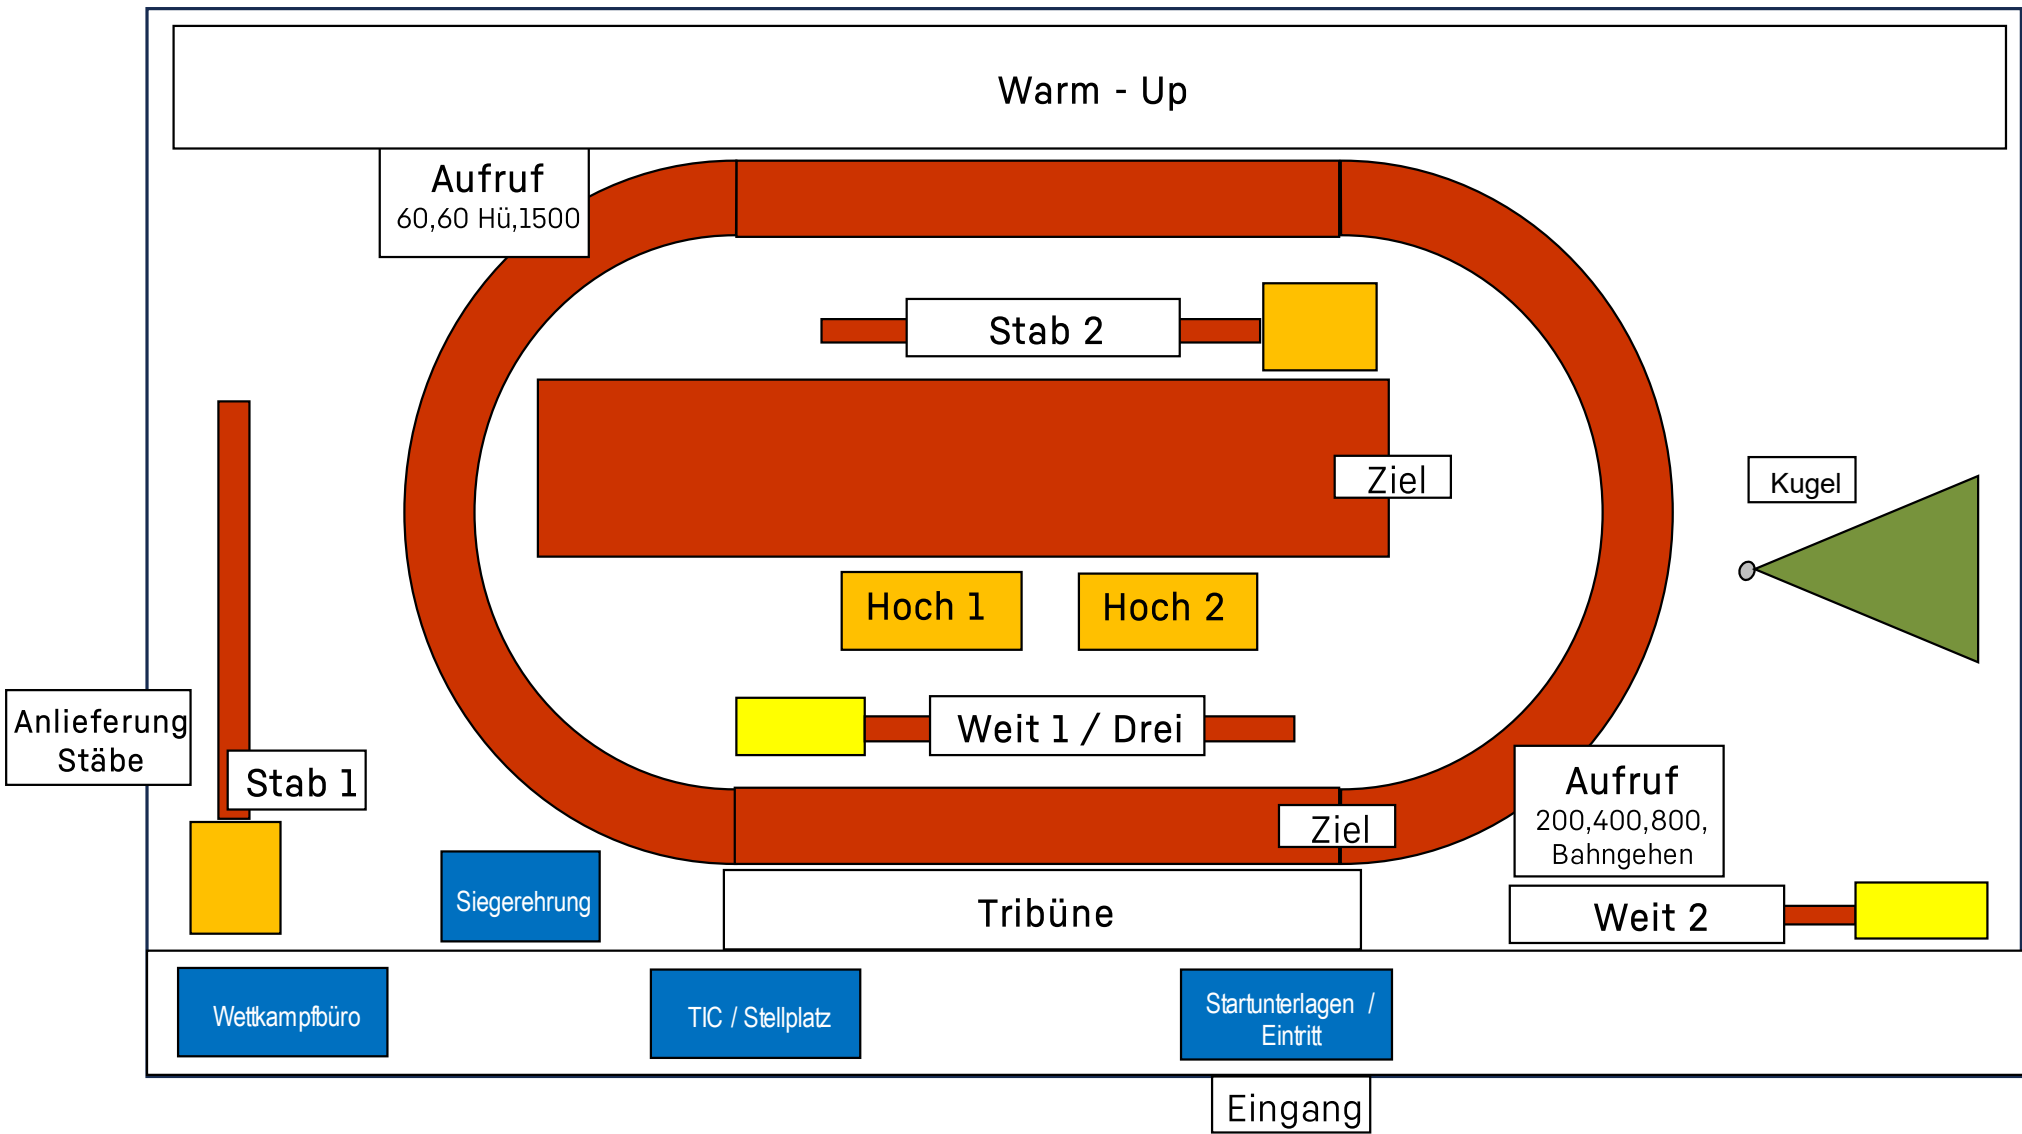 Warm - Up
Aufruf
60,60 Hü,1500
Stab 2
Ziel
Kugel
Hoch 1
Hoch 2
Anlieferung
Stäbe
Stab 1
Weit 1 / Drei
Ziel
Aufruf
200,400,800,
Bahngehen
Siegerehrung
Tribüne
Weit 2
Wettkampfbüro
TIC / Stellplatz
Startunterlagen /
Eintritt
Eingang